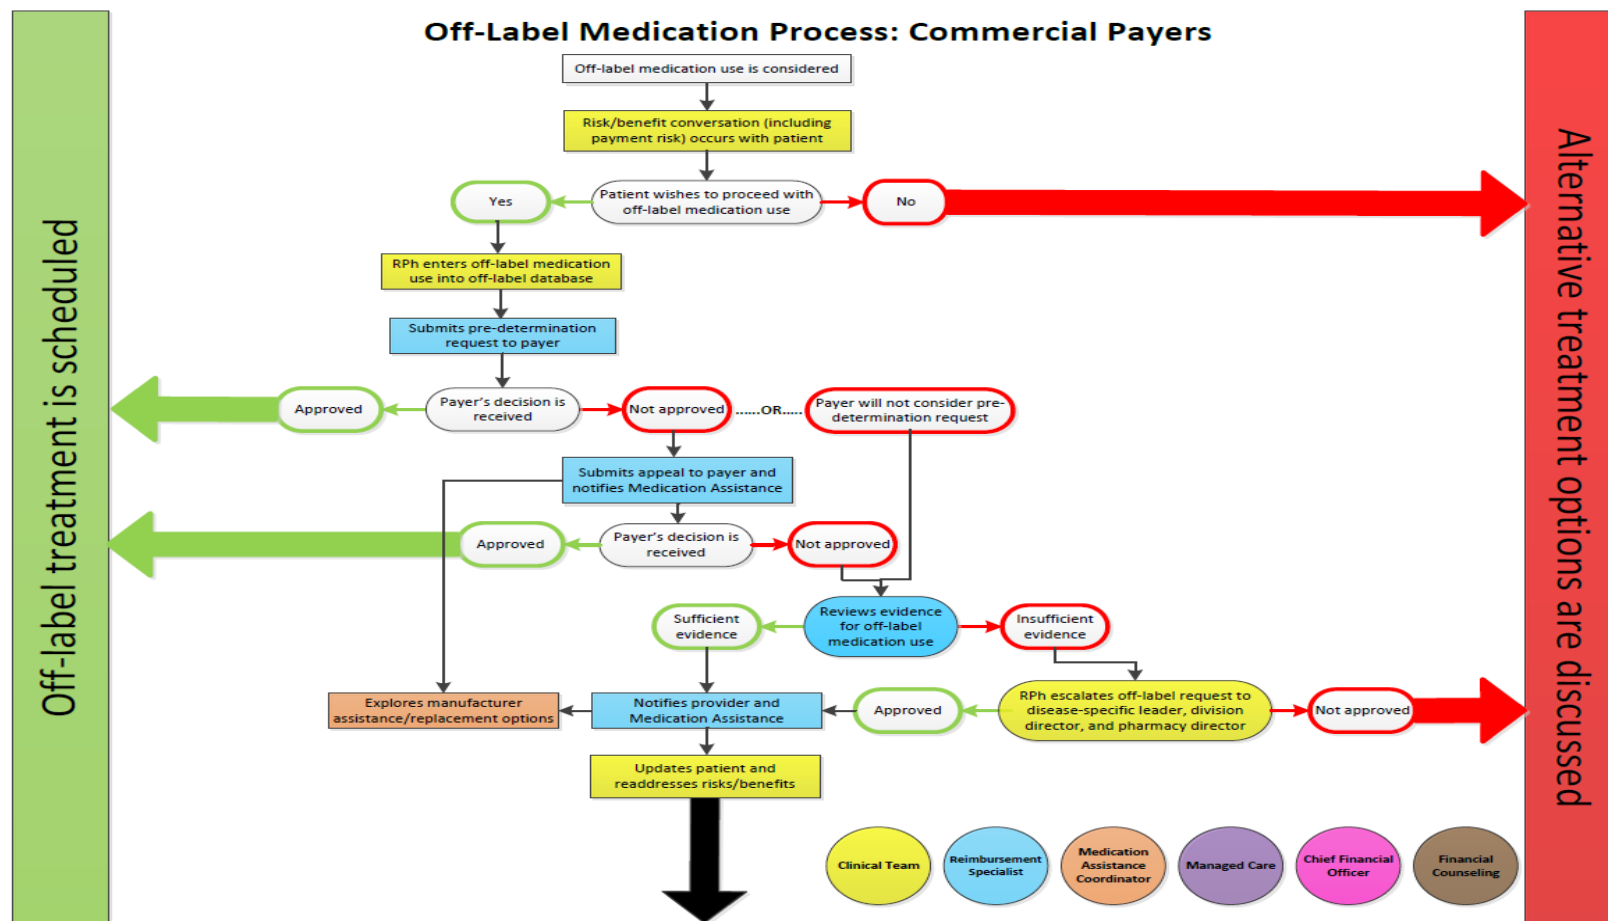 Off-Label Medication Process: Commercial Payers
Off-label medication use is considered
Risk/benefit conversation (including
payment risk) occurs with patient
Yes
Patient wishes to proceed with
off-label medication use
No
RPh enters off-label medication
use into off-label database
Submits pre-determination
request to payer
Approved
Payer's decision is
received
Not approved
......OR.....
Payer will not consider pre-
determination request
Submits appeal to payer and
notifies Medication Assistance
Approved
Payer's decision is
received
Not approved
Sufficient
evidence
Reviews evidence
for off-label
medication use
Insufficient
evidence
Explores manufacturer
assistance/replacement options
Notifies provider and
Medication Assistance
Approved
RPh escalates off-label request to
disease-specific leader, division
director, and pharmacy director
Not approved
Updates patient and
readdresses risks/benefits
Off-label treatment is scheduled
Alternative treatment options are discussed
Clinical Team
Reimbursement
Specialist
Medication
Assistance
Coordinator
Managed Care
Chief Financial
Officer
Financial
Counseling